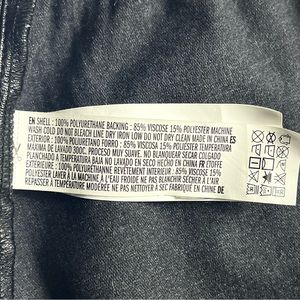 EN SHELL : 100% POLYURETHANE BACKING : 85% VISCOSE 15% POLYESTER MACHINE
WASH COLD DO NOT BLEACH LINE DRY IRON LOW DO NOT DRY CLEAN MADE IN CHINA ES
EXTERIOR : 100% POLIURETANO FORRO : 85% VISCOSE 15% POLIÉSTER TEMPERATURA
MÁXIMA DE LAVADO 30OC. PROCESO MUY SUAVE. NO BLANQUEAR SECAR COLGADO
PLANCHADO A TEMPERATURA BAJA NO LAVADO EN SECO HECHO EN CHINA FR ÉTOFFE
EXTÉRIEURE : 100% POLYURÉTHANE REVÊTEMENT INTÉRIEUR : 85% VISCOSE 15%
POLYESTER LAVER À LA MACHINE À L'EAU FROIDE NE PAS BLANCHIR SÉCHER À L'AIR
REPASSER À TEMPÉRATURE MODÉRÉE NE PAS NETTOYER À SEC FABRIQUÉ EN CHINE DE